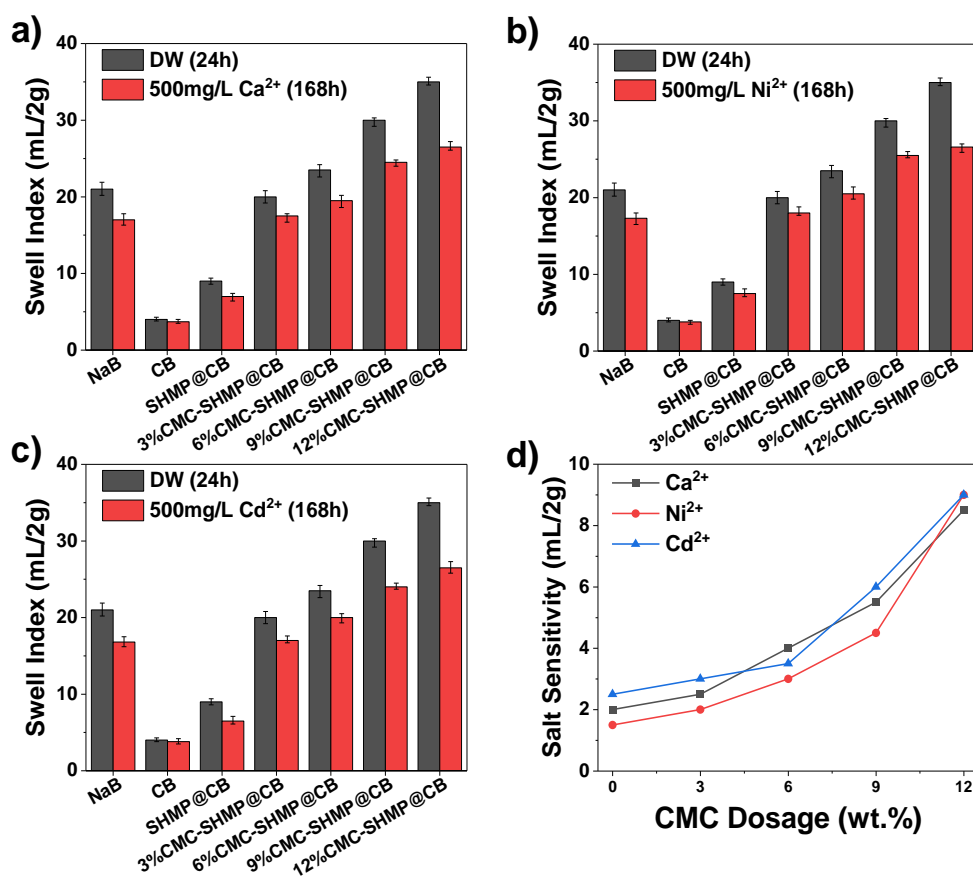 a)
DW (24h)
500mg/L Ca²⁺ (168h)
Swell Index (mL/2g)
40
30
20
10
0
NaB
CB
SHMP@CB
3%CMC-SHMP@CB
6%CMC-SHMP@CB
9%CMC-SHMP@CB
12%CMC-SHMP@CB
b)
DW (24h)
500mg/L Ni²⁺ (168h)
Swell Index (mL/2g)
40
30
20
10
0
NaB
CB
SHMP@CB
3%CMC-SHMP@CB
6%CMC-SHMP@CB
9%CMC-SHMP@CB
12%CMC-SHMP@CB
c)
DW (24h)
500mg/L Cd²⁺ (168h)
Swell Index (mL/2g)
40
30
20
10
0
NaB
CB
SHMP@CB
3%CMC-SHMP@CB
6%CMC-SHMP@CB
9%CMC-SHMP@CB
12%CMC-SHMP@CB
d)
Ca²⁺
Ni²⁺
Cd²⁺
Salt Sensitivity (mL/2g)
10
8
6
4
2
0
0 3 6 9 12
CMC Dosage (wt.%)